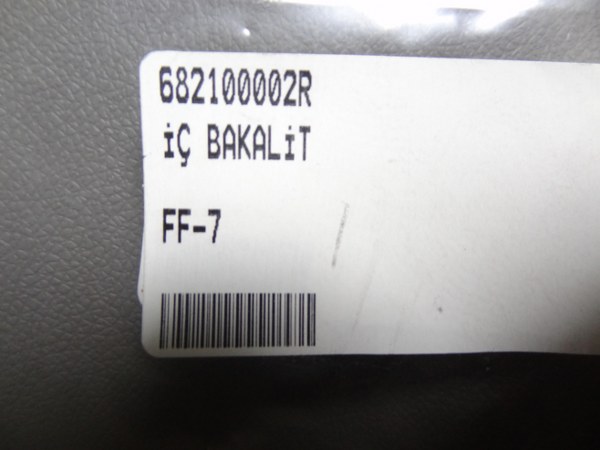 682100002R
İÇ BAKALİT
FF-7